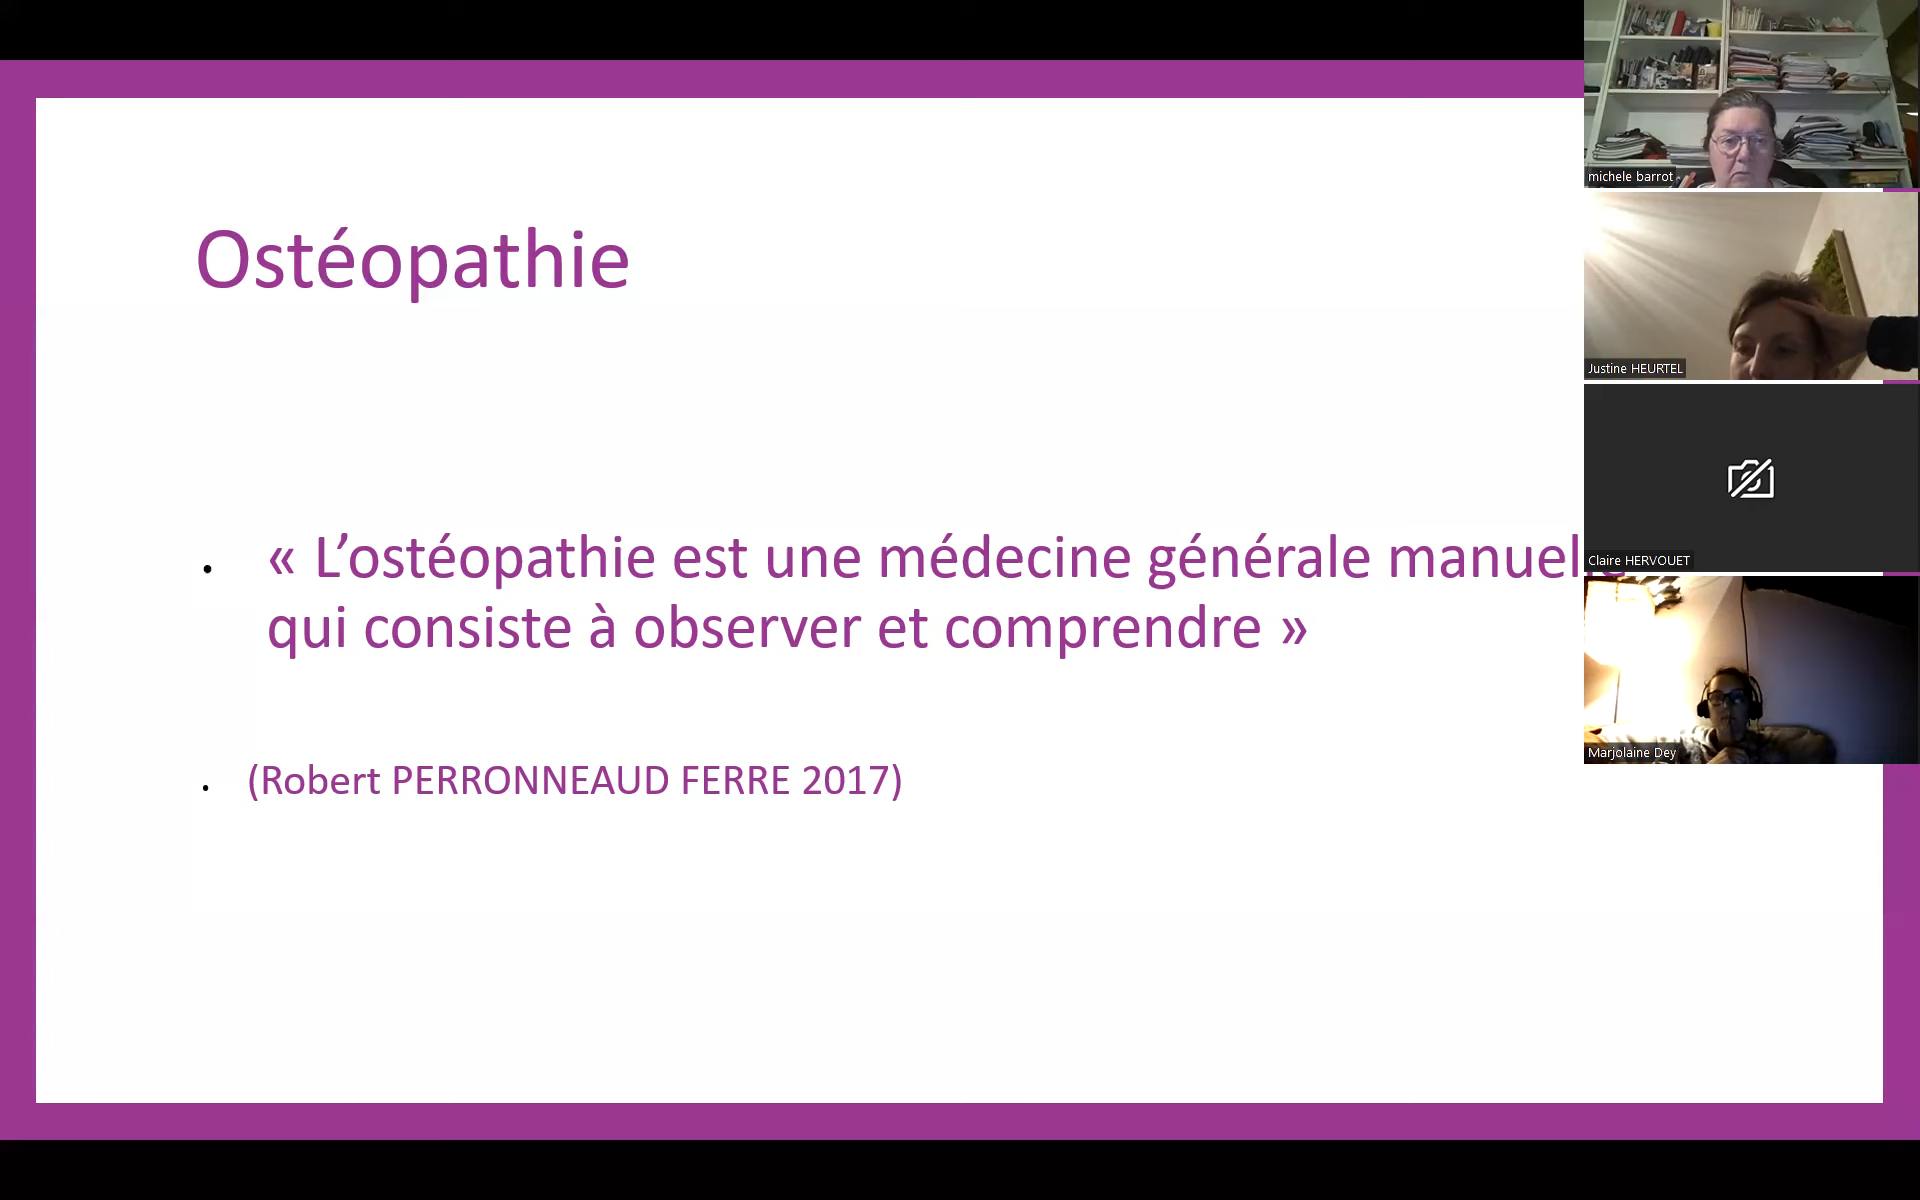 Ostéopathie
• « L’ostéopathie est une médecine générale manuelle
qui consiste à observer et comprendre »
• (Robert PERRONNEAUD FERRE 2017)
michele barrot
Justine HEURTEL
Claire HERVOUET
Marjolaine Dey